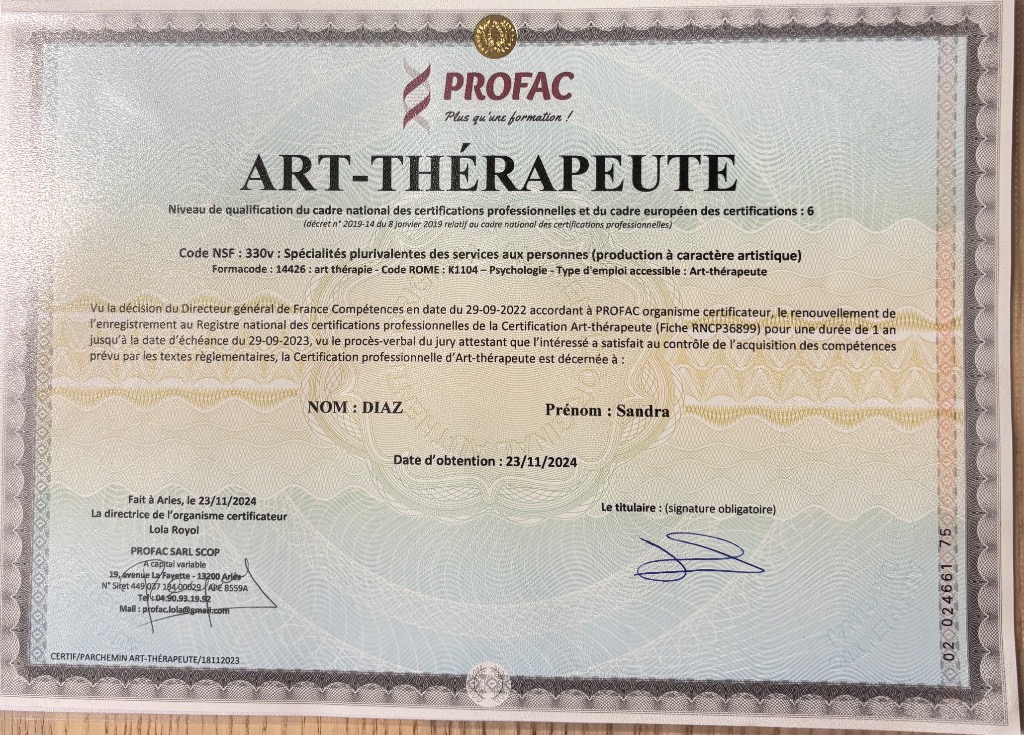 PROFAC
Plus qu'une formation !
ART-THÉRAPEUTE
Niveau de qualification du cadre national des certifications professionnelles et du cadre européen des certifications : 6
(décret n° 2019-14 du 8 janvier 2019 relatif au cadre national des certifications professionnelles)
Code NSF : 330v : Spécialités plurivalentes des services aux personnes (production à caractère artistique)
Formacode : 14426 : art thérapie - Code ROME : K1104 – Psychologie - Type d'emploi accessible : Art-thérapeute
Vu la décision du Directeur général de France Compétences en date du 29-09-2022 accordant à PROFAC organisme certificateur, le renouvellement de
l'enregistrement au Registre national des certifications professionnelles de la Certification Art-thérapeute (Fiche RNCP36899) pour une durée de 1 an
jusqu'à la date d'échéance du 29-09-2023, vu le procès-verbal du jury attestant que l'intéressé a satisfait au contrôle de l'acquisition des compétences
prévu par les textes règlementaires, la Certification professionnelle d'Art-thérapeute est décernée à :
NOM : DIAZ Prénom : Sandra
Date d'obtention : 23/11/2024
Fait à Arles, le 23/11/2024
La directrice de l'organisme certificateur
Lola Royol
Le titulaire : (signature obligatoire)
PROFAC SARL SCOP
A capital variable
19, avenue La Fayette - 13200 Arles
N° Siret 449 037 184 00029 / APE 8559A
Tel : 04.90.93.19.92
Mail : profac.lola@gmail.com
CERTIF/PARCHEMIN ART-THÉRAPEUTE/18112023
02 024661 75